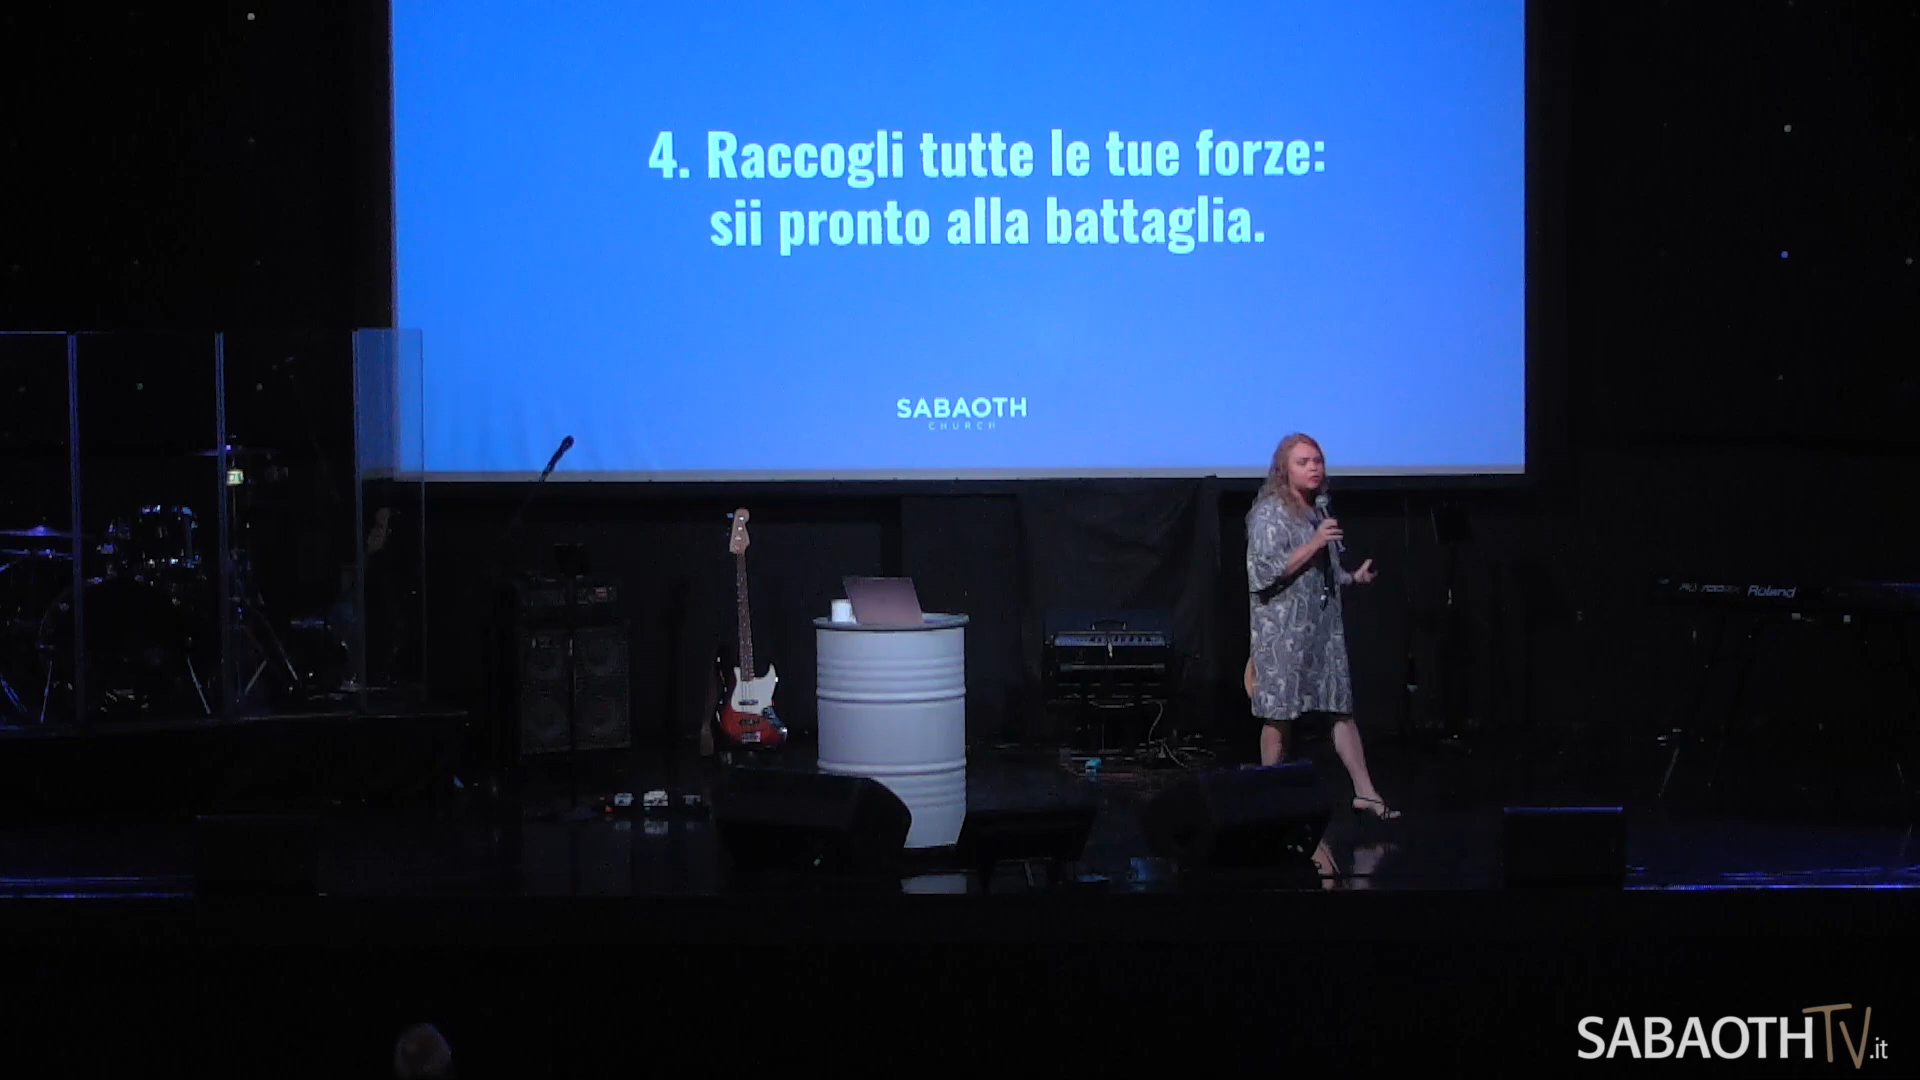 4. Raccogli tutte le tue forze:
sii pronto alla battaglia.
SABAOTH
CHURCH
Roland
SABAOTHTV.it